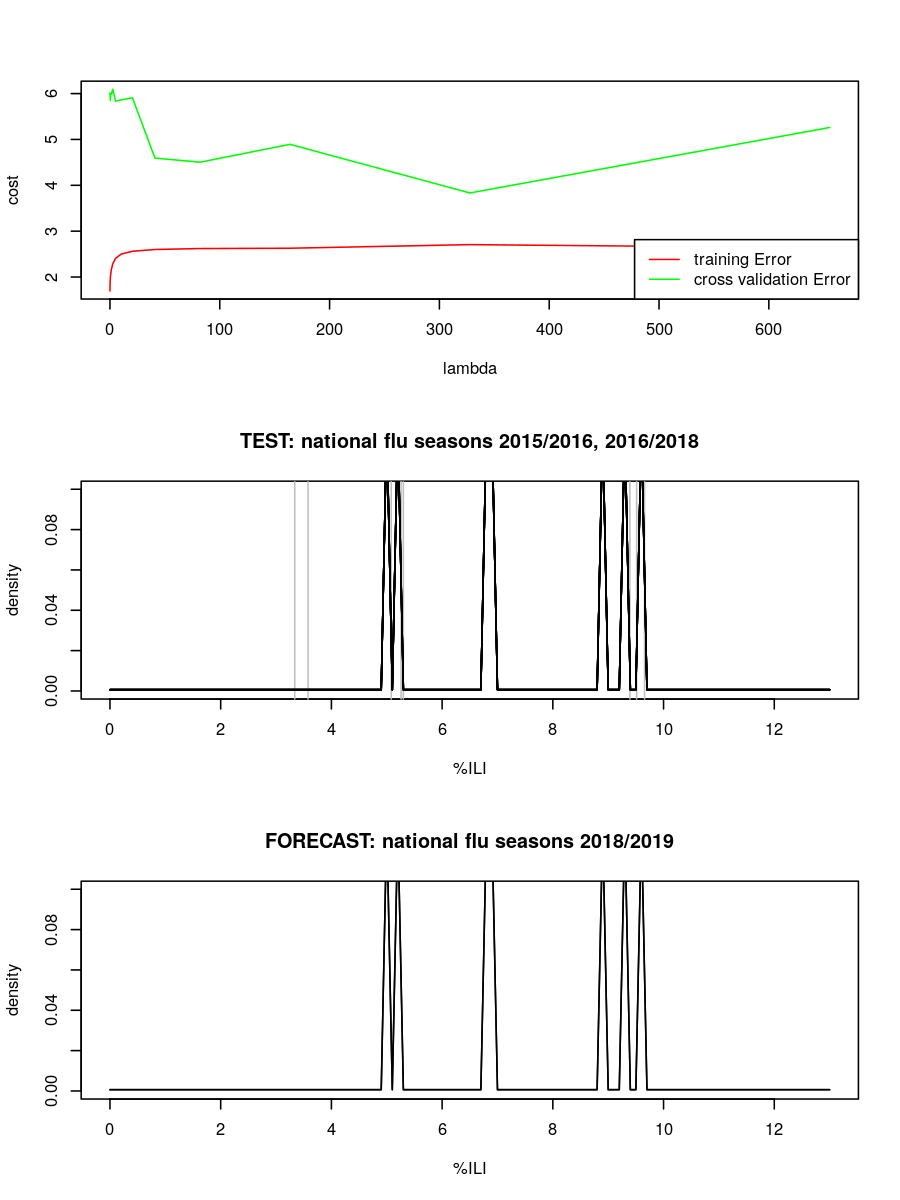 6
5
4
3
2
cost
training Error
cross validation Error
0 100 200 300 400 500 600
lambda
TEST: national flu seasons 2015/2016, 2016/2018
0.08
0.04
0.00
density
0 2 4 6 8 10 12
%ILI
FORECAST: national flu seasons 2018/2019
0.08
0.04
0.00
density
0 2 4 6 8 10 12
%ILI